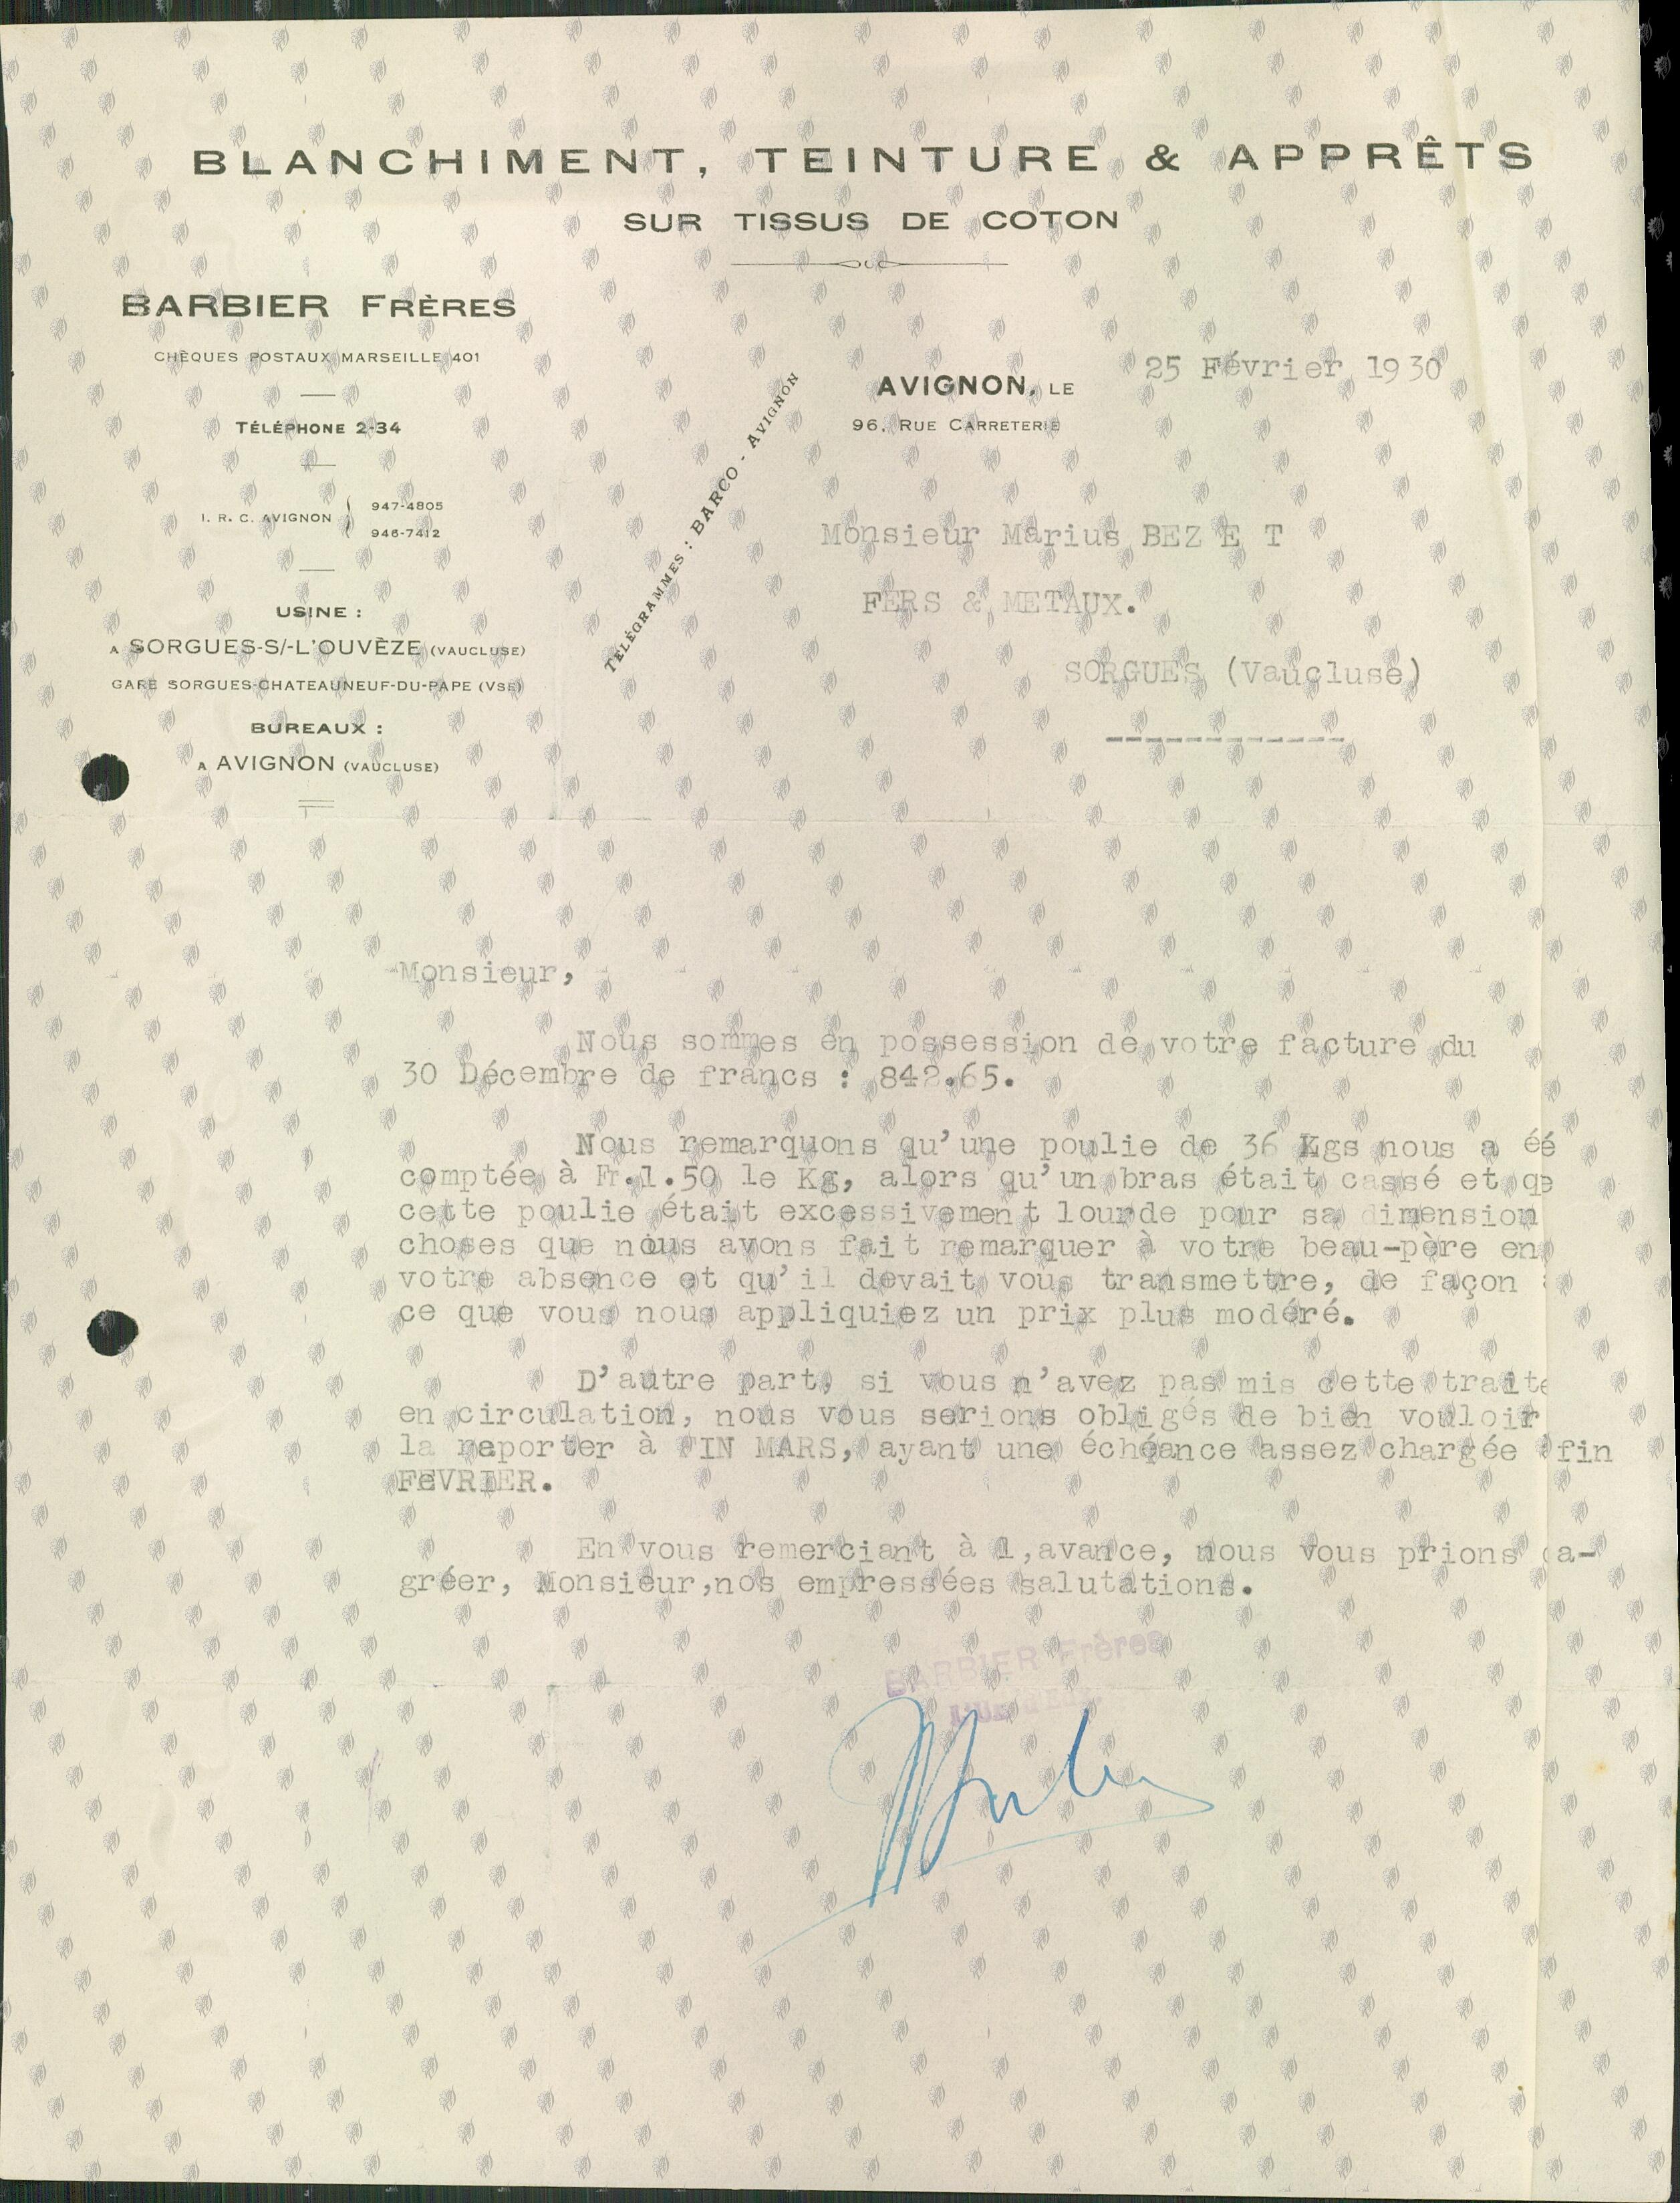 BLANCHIMENT, TEINTURE & APPRÊTS
SUR TISSUS DE COTON
BARBIER FRÈRES
CHÈQUES POSTAUX MARSEILLE 401
TÉLÉPHONE 2-34
I. R. C. AVIGNON { 947-4805
946-7412
USINE :
A SORGUES-S/-L'OUVÈZE (VAUCLUSE)
GARE SORGUES-CHATEAUNEUF-DU-PAPE (VSE)
BUREAUX :
A AVIGNON (VAUCLUSE)
TÉLÉGRAMMES : BARCO - AVIGNON
AVIGNON, LE 25 Février 1930
96, RUE CARRETERIE
Monsieur Marius BEZ E T
FERS & METAUX.
SORGUES (Vaucluse)
------------
Monsieur,
Nous sommes en possession de votre facture du
30 Décembre de francs : 842.65.
Nous remarquons qu'une poulie de 36 Kgs nous a éé
comptée à Fr.1.50 le Kg, alors qu'un bras était cassé et qe
cette poulie était excessivement lourde pour sa dimension
choses que nous avons fait remarquer à votre beau-père en
votre absence et qu'il devait vous transmettre, de façon
ce que vous nous appliquiez un prix plus modéré.
D'autre part, si vous n'avez pas mis cette traite
en circulation, nous vous serions obligés de bien vouloir
la reporter à FIN MARS, ayant une échéance assez chargée fin
FEVRIER.
En vous remerciant à l,avance, nous vous prions a-
gréer, Monsieur,nos empressées salutations.
BARBIER Frères